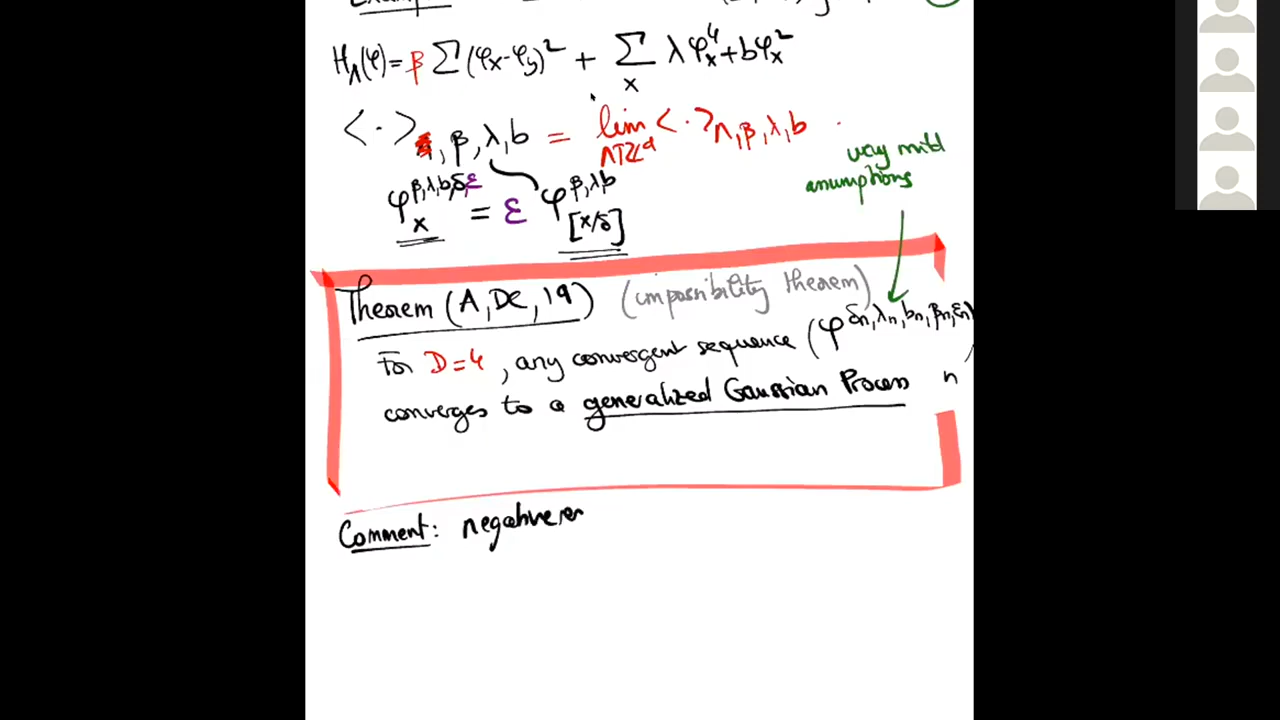 H_Λ(φ) = β Σ (φ_x - φ_y)² + Σ_x λ φ_x⁴ + b φ_x²
< · > , β, λ, b = lim_{Λ↑ℤᵈ} < · >_{Λ, β, λ, b}
very mild
assumptions
φ_x^{β,λ,b,δ,ε} = ε φ_{[x/δ]}^{β,λ,b}
Theorem (A, DC, 19) (impossibility theorem)
For D=4, any convergent sequence (φ^{δn, λn, bn, βn, εn})
converges to a generalized Gaussian Process n
Comment: negative